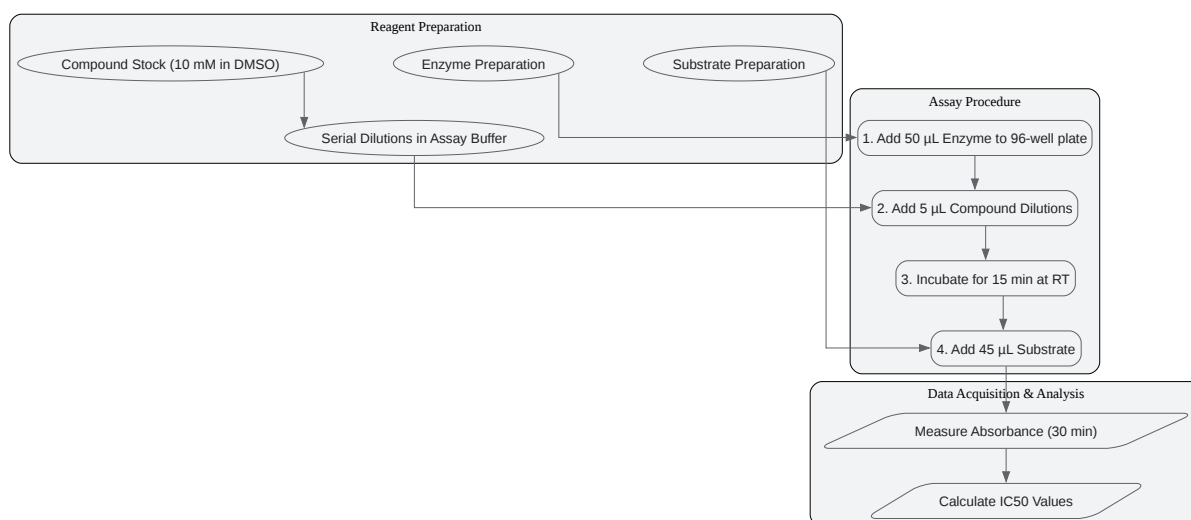 Reagent Preparation
Compound Stock (10 mM in DMSO)
Enzyme Preparation
Substrate Preparation
Serial Dilutions in Assay Buffer
Assay Procedure
1. Add 50 µL Enzyme to 96-well plate
2. Add 5 µL Compound Dilutions
3. Incubate for 15 min at RT
4. Add 45 µL Substrate
Data Acquisition & Analysis
Measure Absorbance (30 min)
Calculate IC50 Values